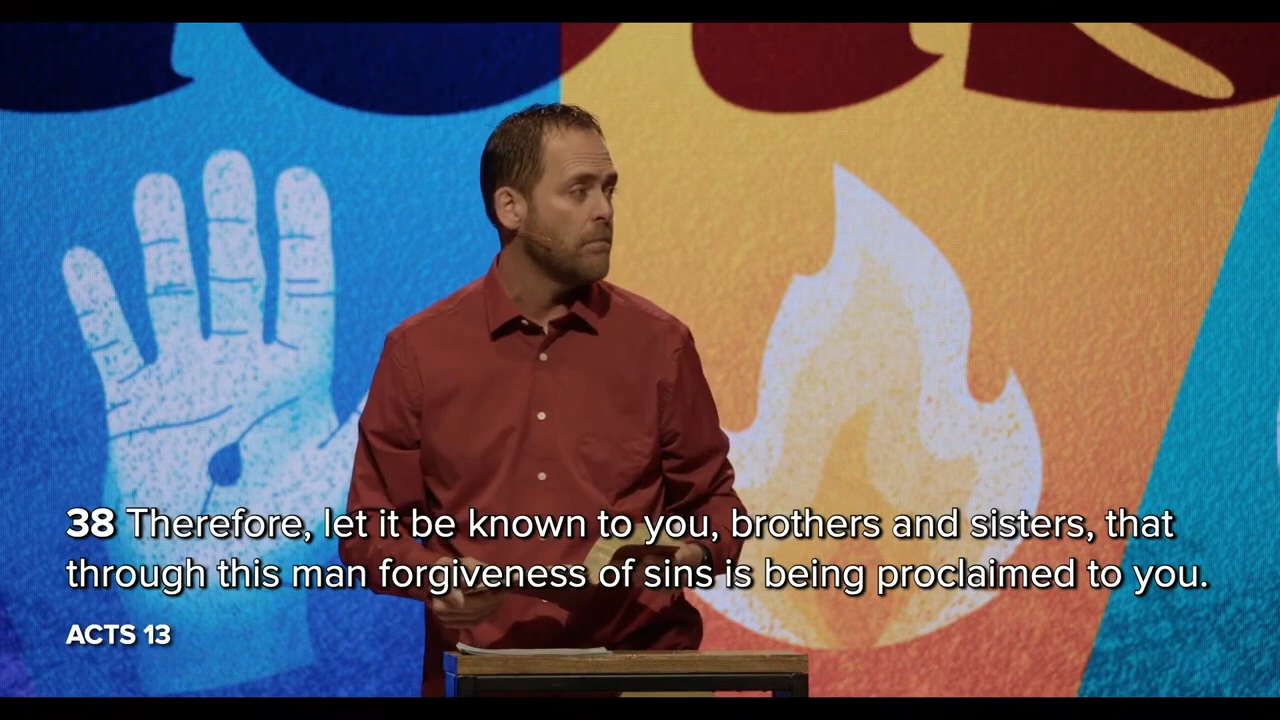 38 Therefore, let it be known to you, brothers and sisters, that
through this man forgiveness of sins is being proclaimed to you.
ACTS 13